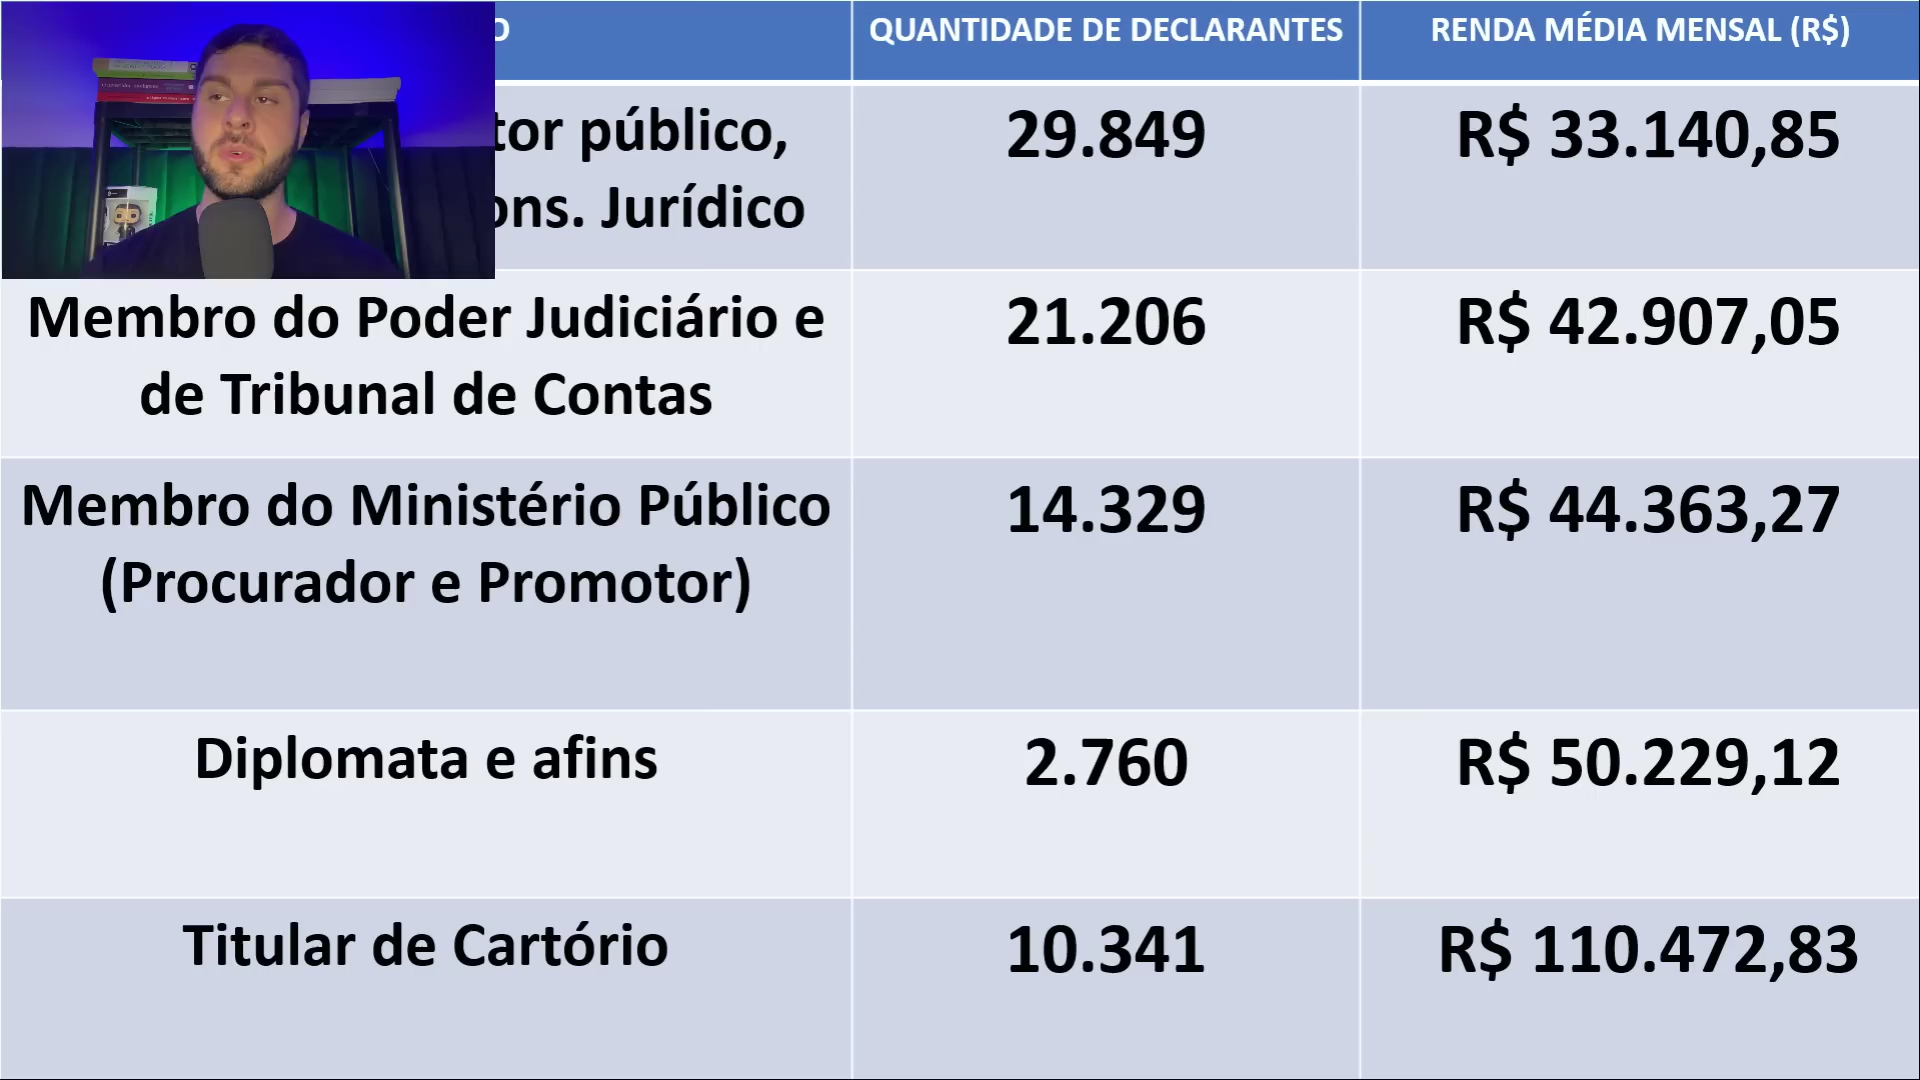 QUANTIDADE DE DECLARANTES
RENDA MÉDIA MENSAL (R$)
público,
29.849
R$ 33.140,85
Jurídico
Membro do Poder Judiciário e
de Tribunal de Contas
21.206
R$ 42.907,05
Membro do Ministério Público
(Procurador e Promotor)
14.329
R$ 44.363,27
Diplomata e afins
2.760
R$ 50.229,12
Titular de Cartório
10.341
R$ 110.472,83